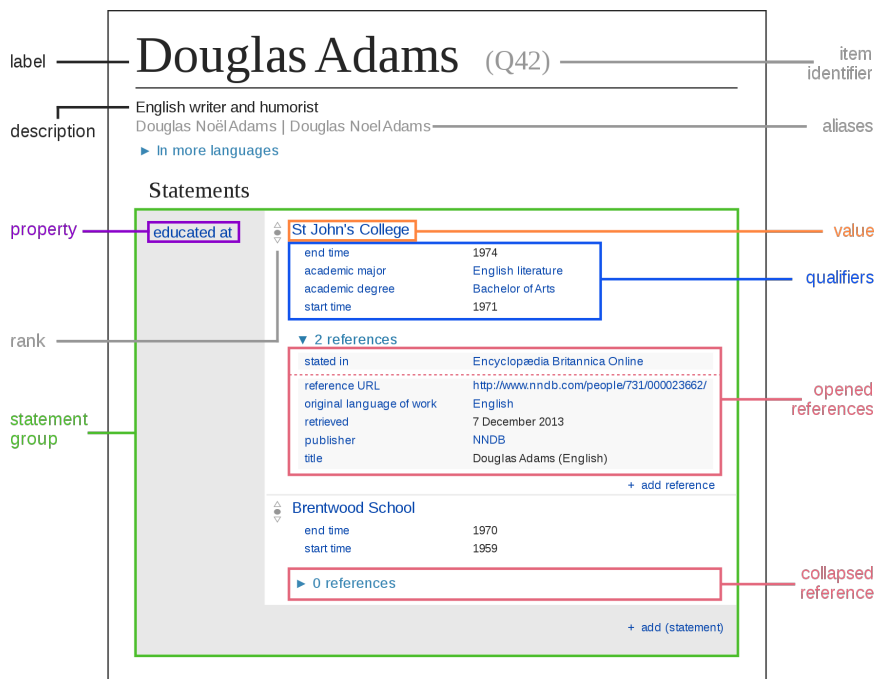 label
Douglas Adams (Q42)
item
identifier
description
English writer and humorist
Douglas Noël Adams | Douglas Noel Adams
aliases
► In more languages
Statements
property
educated at
St John's College
value
end time 1974
academic major English literature
academic degree Bachelor of Arts
start time 1971
qualifiers
rank
▼ 2 references
stated in Encyclopædia Britannica Online
reference URL http://www.nndb.com/people/731/000023662/
original language of work English
retrieved 7 December 2013
publisher NNDB
title Douglas Adams (English)
opened
references
statement
group
+ add reference
Brentwood School
end time 1970
start time 1959
► 0 references
collapsed
reference
+ add (statement)